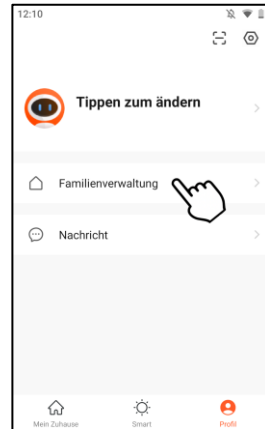 12:10
Tippen zum ändern
Familienverwaltung
Nachricht
Mein Zuhause
Smart
Profil